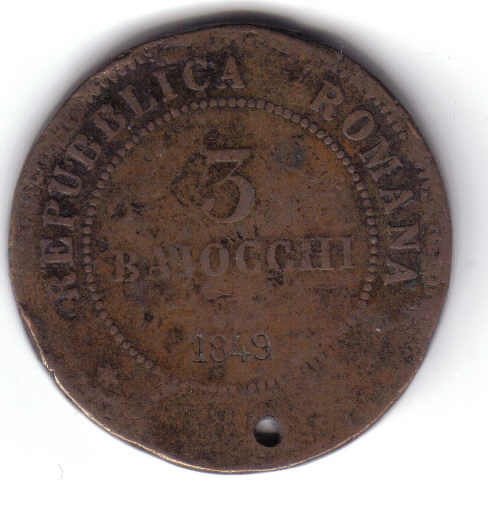 REPUBBLICA ROMANA
3
BAIOCCHI
1849